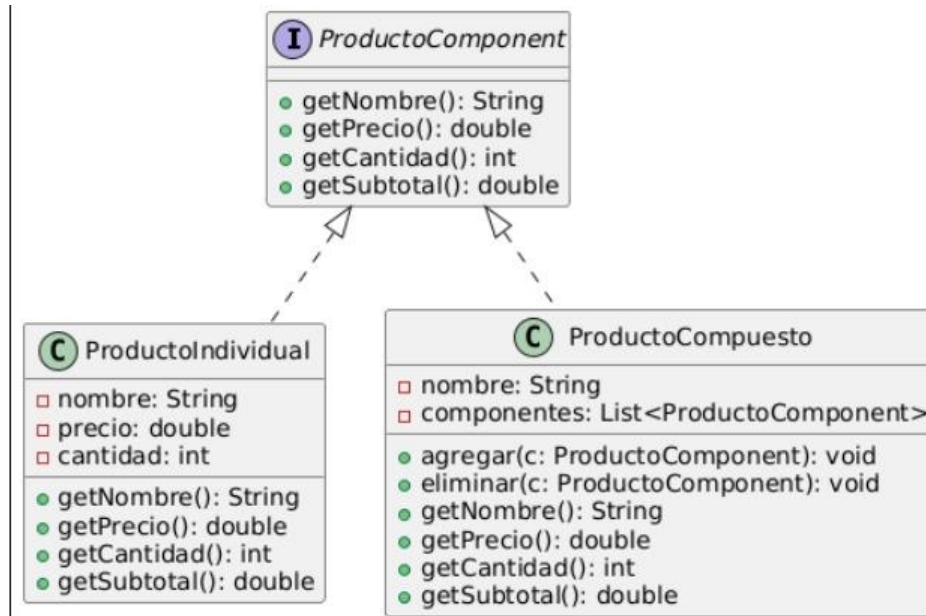 I ProductoComponent
getNombre(): String
getPrecio(): double
getCantidad(): int
getSubtotal(): double
C ProductoIndividual
nombre: String
precio: double
cantidad: int
getNombre(): String
getPrecio(): double
getCantidad(): int
getSubtotal(): double
C ProductoCompuesto
nombre: String
componentes: List<ProductoComponent>
agregar(c: ProductoComponent): void
eliminar(c: ProductoComponent): void
getNombre(): String
getPrecio(): double
getCantidad(): int
getSubtotal(): double